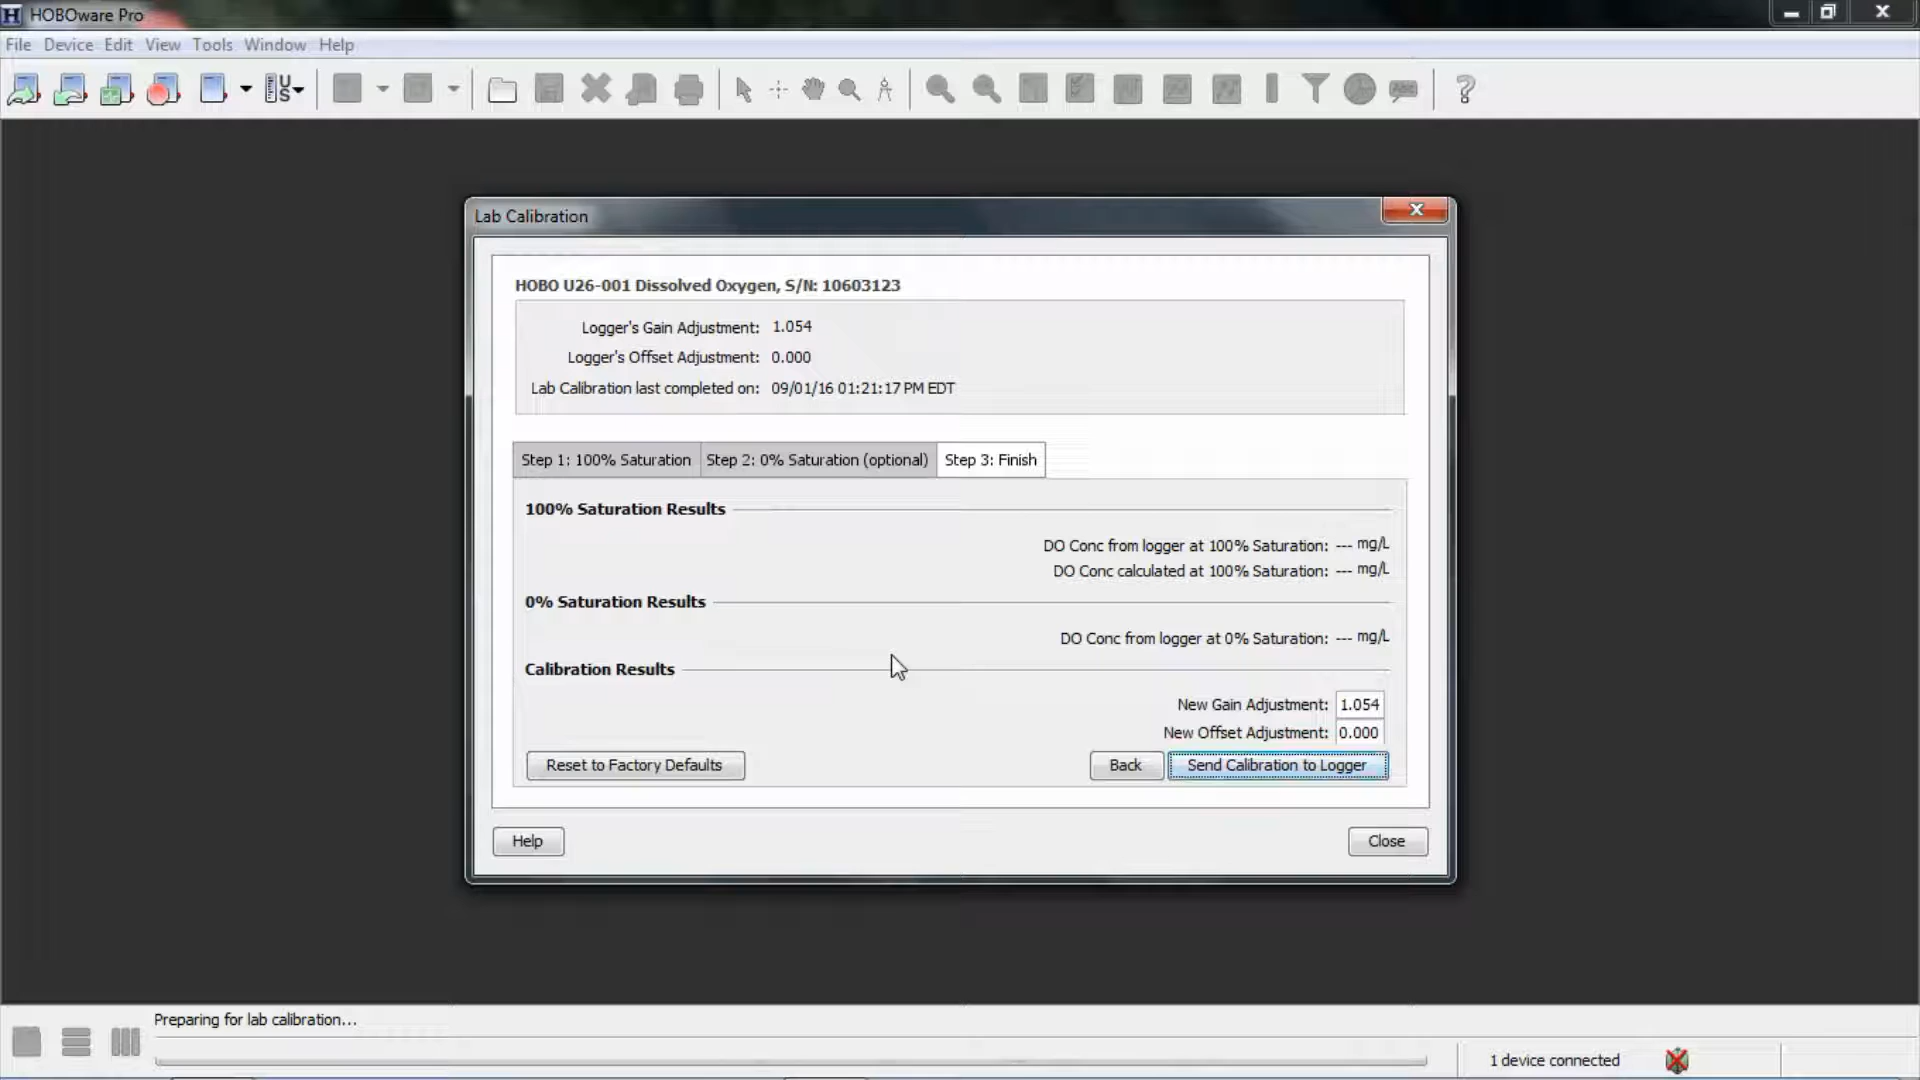 HOBOware Pro
File Device Edit View Tools Window Help
Lab Calibration
HOBO U26-001 Dissolved Oxygen, S/N: 10603123
Logger's Gain Adjustment: 1.054
Logger's Offset Adjustment: 0.000
Lab Calibration last completed on: 09/01/16 01:21:17 PM EDT
Step 1: 100% Saturation Step 2: 0% Saturation (optional) Step 3: Finish
100% Saturation Results
DO Conc from logger at 100% Saturation: --- mg/L
DO Conc calculated at 100% Saturation: --- mg/L
0% Saturation Results
DO Conc from logger at 0% Saturation: --- mg/L
Calibration Results
New Gain Adjustment: 1.054
New Offset Adjustment: 0.000
Reset to Factory Defaults Back Send Calibration to Logger
Help Close
Preparing for lab calibration...
1 device connected